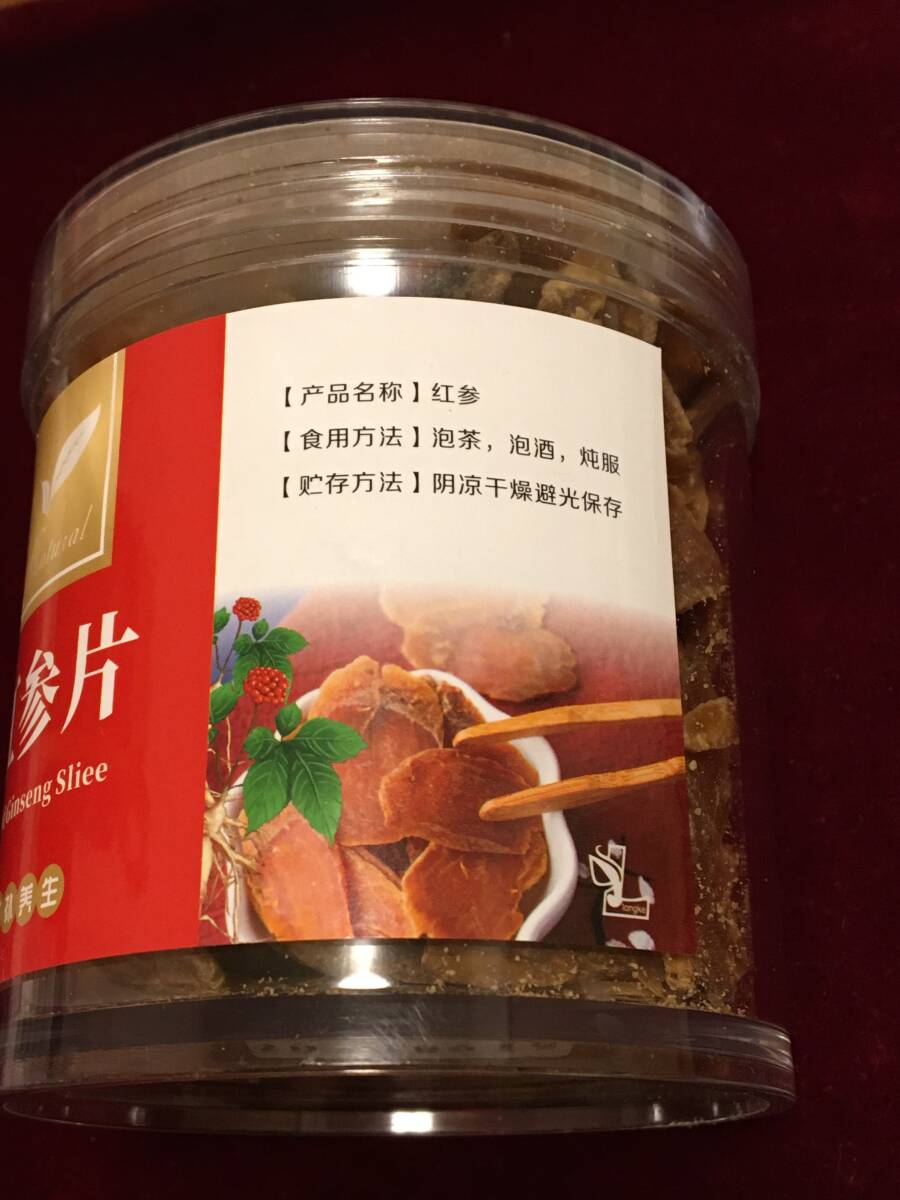 【产品名称】红参
【食用方法】泡茶，泡酒，炖服
【贮存方法】阴凉干燥避光保存
参片
Ginseng Sliee
养生
langke